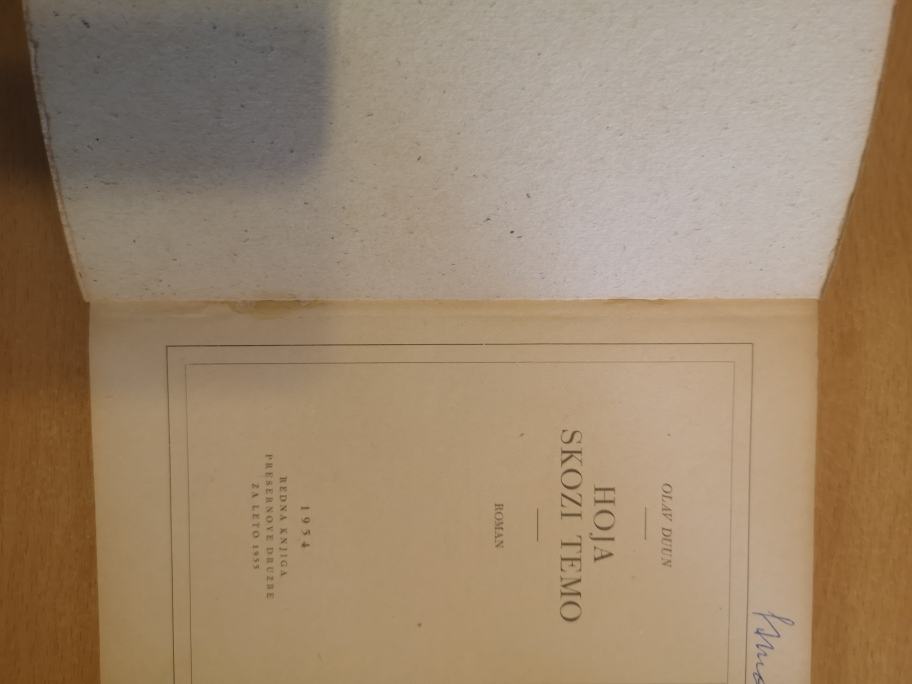 OLAV DUUN
HOJA
SKOZI TEMO
ROMAN
1954
REDNA KNJIGA
PREŠERNOVE DRUŽBE
ZA LETO 1955